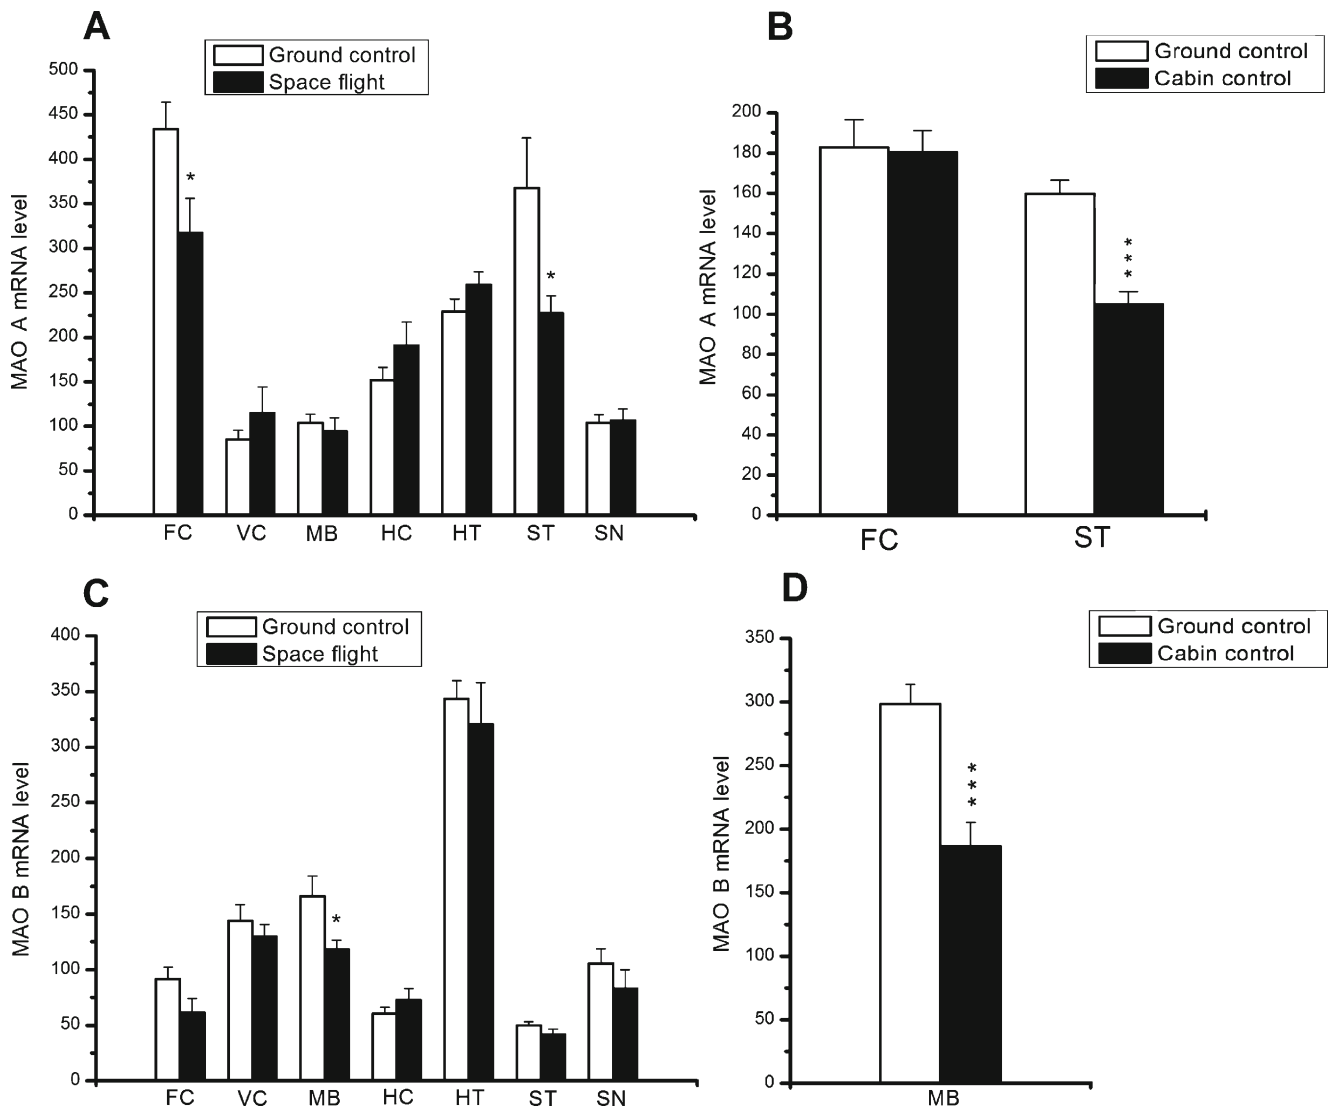 A
Ground control
Space flight
MAO A mRNA level
500
450
400
350
300
250
200
150
100
50
0
*
*
FC VC MB HC HT ST SN
B
Ground control
Cabin control
MAO A mRNA level
200
180
160
140
120
100
80
60
40
20
0
***
FC ST
C
Ground control
Space flight
MAO B mRNA level
400
350
300
250
200
150
100
50
0
*
FC VC MB HC HT ST SN
D
Ground control
Cabin control
MAO B mRNA level
350
300
250
200
150
100
50
0
***
MB